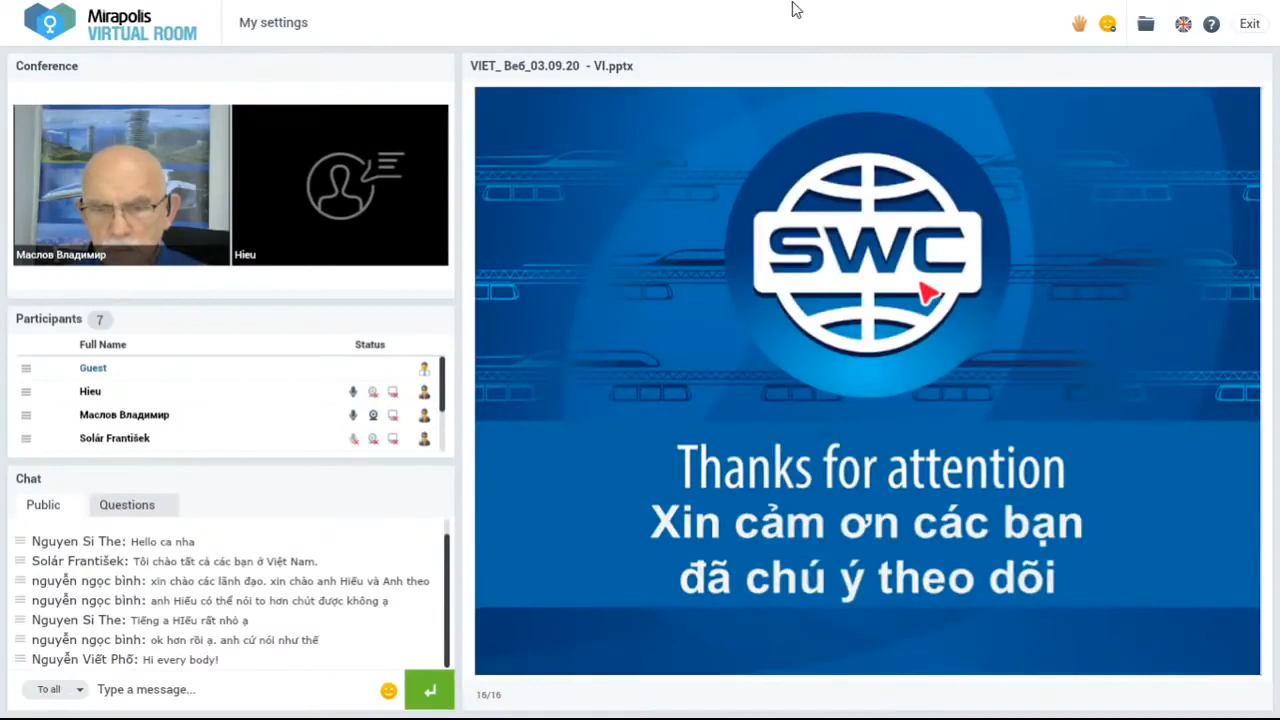 Mirapolis
VIRTUAL ROOM
My settings
Exit
Conference
Маслов Владимир
Hieu
Participants 7
Full Name Status
Guest
Hieu
Маслов Владимир
Solár František
Chat
Public Questions
Nguyen Si The: Hello ca nha
Solár František: Tôi chào tất cả các bạn ở Việt Nam.
nguyễn ngọc bình: xin chào các lãnh đạo. xin chào anh Hiếu và Anh theo
nguyễn ngọc bình: anh Hiếu có thể nói to hơn chút được không ạ
Nguyen Si The: Tiếng a HIếu rất nhỏ ạ
nguyễn ngọc bình: ok hơn rồi ạ. anh cứ nói như thế
Nguyễn Viết Phố: Hi every body!
To all Type a message...
VIET_ Веб_03.09.20 - VI.pptx
SWC
Thanks for attention
Xin cảm ơn các bạn
đã chú ý theo dõi
16/16